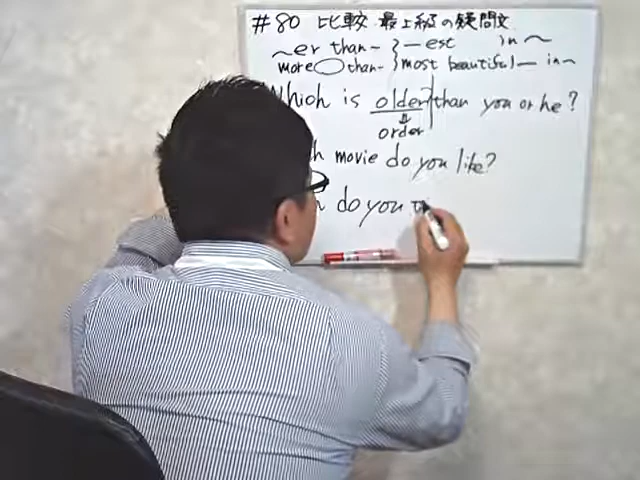 #80 比較 最上級の疑問文
～er than~ } — est in ～
more ○ than~ } most beautiful — in ~
Which is older than you or he?
order
movie do you like?
do you